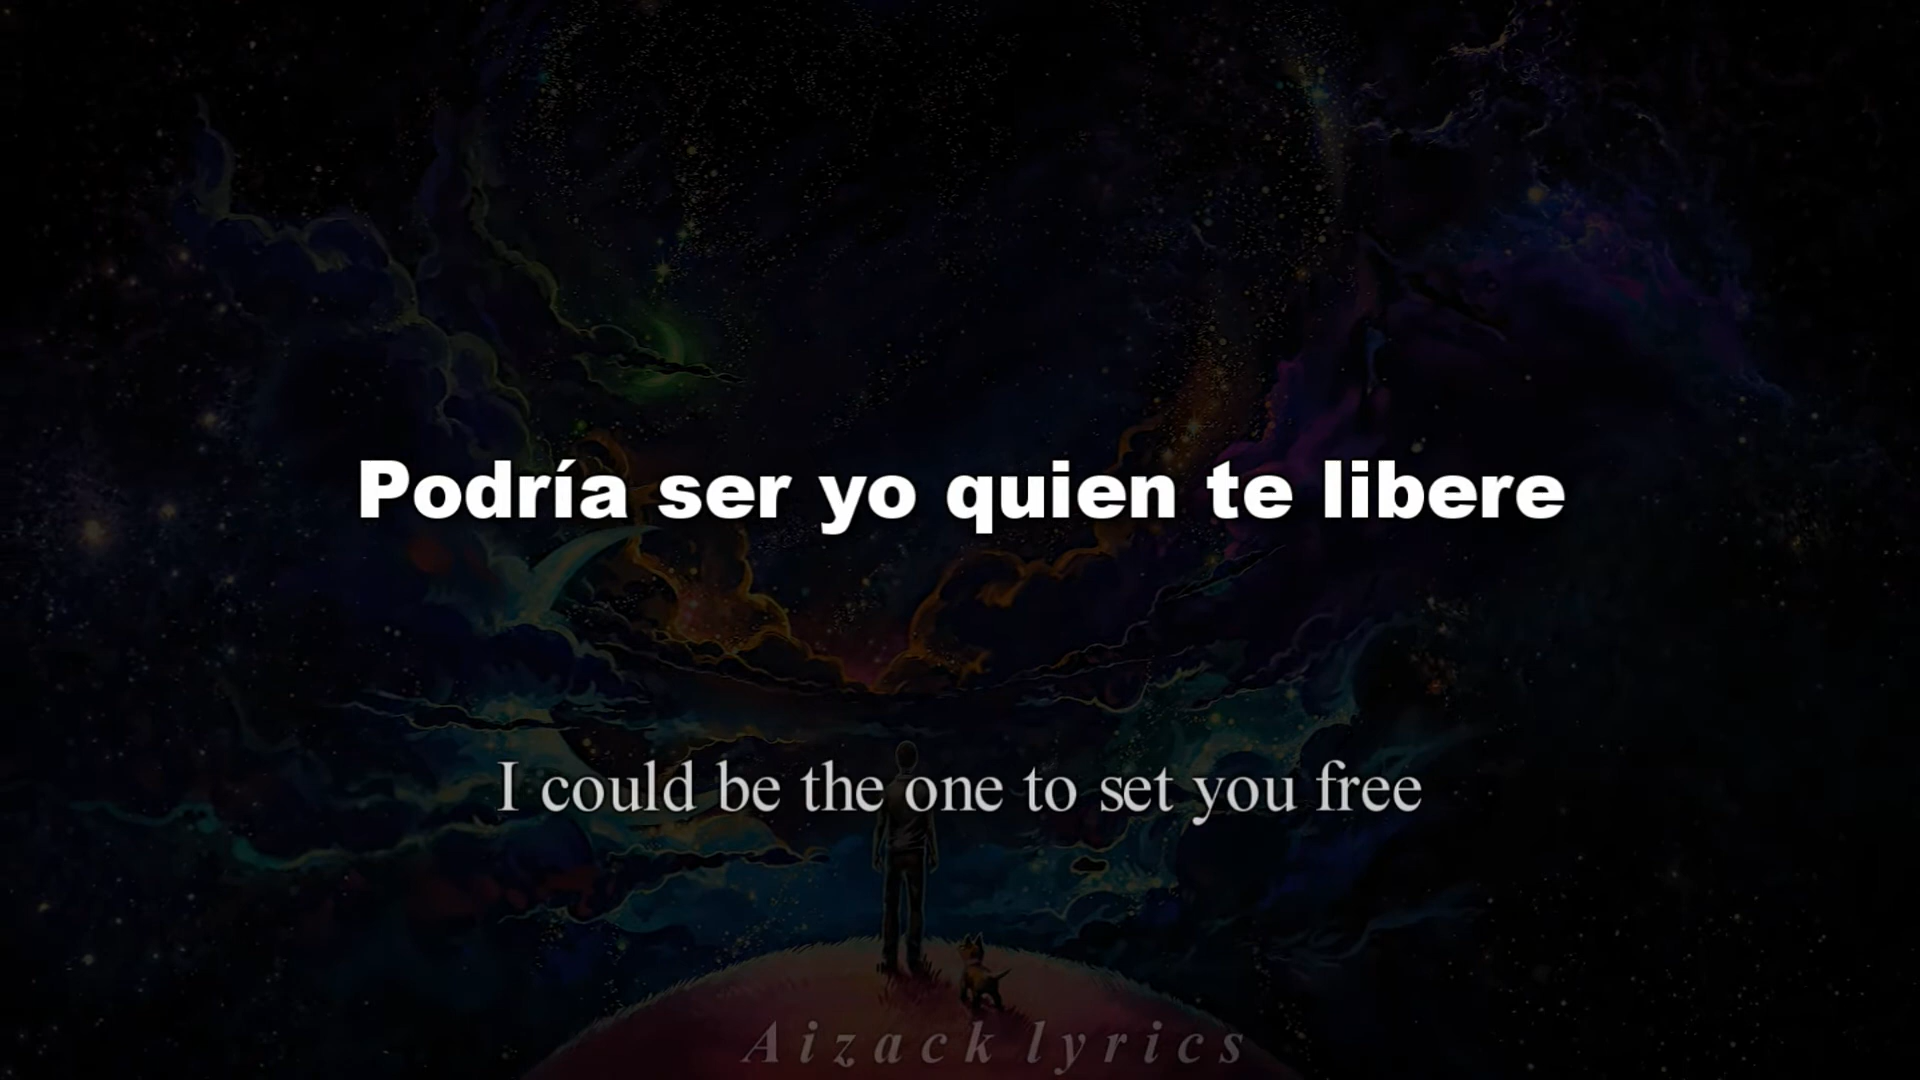 Podría ser yo quien te libere
I could be the one to set you free
Aizack lyrics